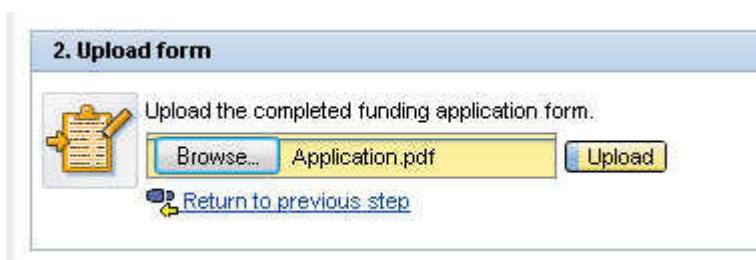 2. Upload form
Upload the completed funding application form.
Browse... Application.pdf Upload
Return to previous step